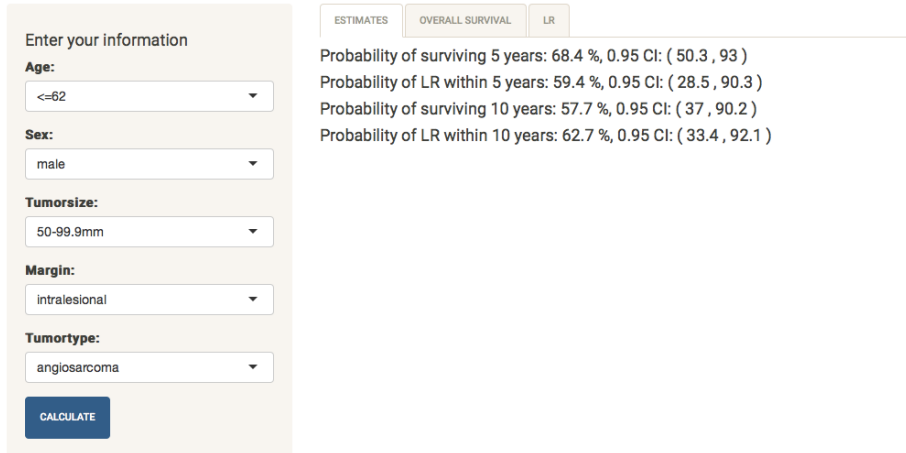 Enter your information
Age:
<=62
Sex:
male
Tumorsize:
50-99.9mm
Margin:
intralesional
Tumortype:
angiosarcoma
CALCULATE
ESTIMATES
OVERALL SURVIVAL
LR
Probability of surviving 5 years: 68.4 %, 0.95 CI: ( 50.3 , 93 )
Probability of LR within 5 years: 59.4 %, 0.95 CI: ( 28.5 , 90.3 )
Probability of surviving 10 years: 57.7 %, 0.95 CI: ( 37 , 90.2 )
Probability of LR within 10 years: 62.7 %, 0.95 CI: ( 33.4 , 92.1 )